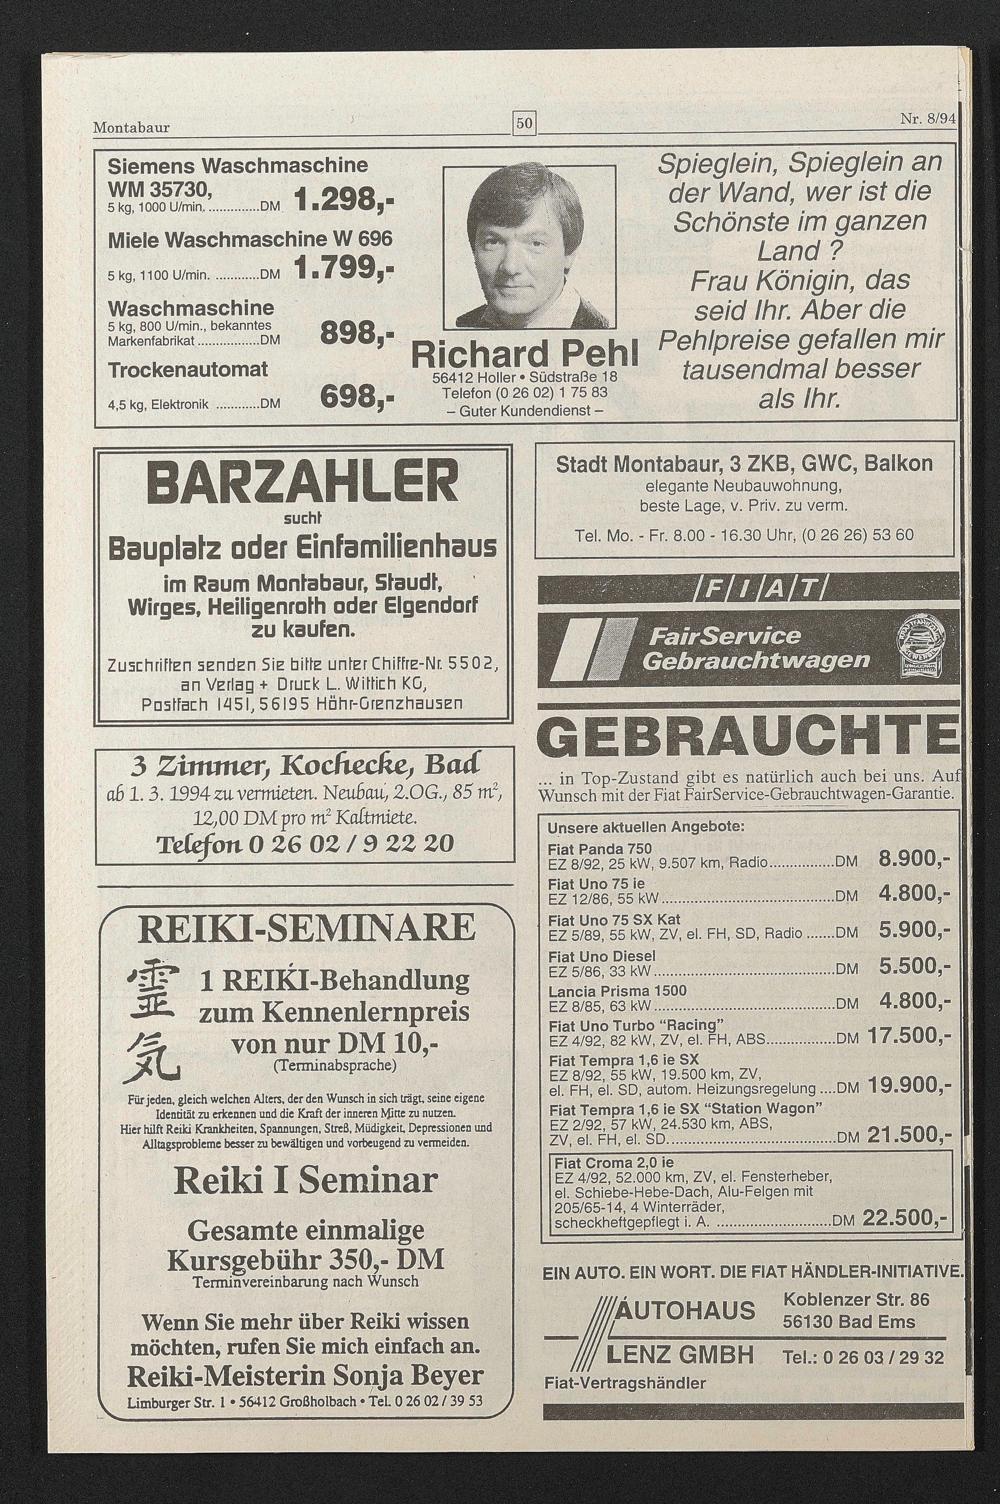 Montabaur
50
Nr. 8/94
Siemens Waschmaschine
WM 35730,
5 kg, 1000 U/min. ..............DM 1.298,-
Miele Waschmaschine W 696
5 kg, 1100 U/min. ............DM 1.799,-
Waschmaschine
5 kg, 800 U/min., bekanntes
Markenfabrikat .................DM 898,-
Trockenautomat
4,5 kg, Elektronik ............DM 698,-
Richard Pehl
56412 Holler • Südstraße 18
Telefon (0 26 02) 1 75 83
– Guter Kundendienst –
Spieglein, Spieglein an
der Wand, wer ist die
Schönste im ganzen
Land ?
Frau Königin, das
seid Ihr. Aber die
Pehlpreise gefallen mir
tausendmal besser
als Ihr.
BARZAHLER
sucht
Bauplatz oder Einfamilienhaus
im Raum Montabaur, Staudt,
Wirges, Heiligenroth oder Elgendorf
zu kaufen.
Zuschriften senden Sie bitte unter Chiffre-Nr. 5502,
an Verlag + Druck L. Wittich KG,
Postfach 1451, 56195 Höhr-Grenzhausen
3 Zimmer, Kochecke, Bad
ab 1. 3. 1994 zu vermieten. Neubau, 2.OG., 85 m²,
12,00 DM pro m² Kaltmiete.
Telefon 0 26 02 / 9 22 20
REIKI-SEMINARE
霊
気
1 REIKI-Behandlung
zum Kennenlernpreis
von nur DM 10,-
(Terminabsprache)
Für jeden, gleich welchen Alters, der den Wunsch in sich trägt, seine eigene
Identität zu erkennen und die Kraft der inneren Mitte zu nutzen.
Hier hilft Reiki Krankheiten, Spannungen, Streß, Müdigkeit, Depressionen und
Alltagsprobleme besser zu bewältigen und vorbeugend zu vermeiden.
Reiki I Seminar
Gesamte einmalige
Kursgebühr 350,- DM
Terminvereinbarung nach Wunsch
Wenn Sie mehr über Reiki wissen
möchten, rufen Sie mich einfach an.
Reiki-Meisterin Sonja Beyer
Limburger Str. 1 • 56412 Großholbach • Tel. 0 26 02 / 39 53
Stadt Montabaur, 3 ZKB, GWC, Balkon
elegante Neubauwohnung,
beste Lage, v. Priv. zu verm.
Tel. Mo. - Fr. 8.00 - 16.30 Uhr, (0 26 26) 53 60
FIAT
FairService
Gebrauchtwagen
GEBRAUCHTE
... in Top-Zustand gibt es natürlich auch bei uns. Auf
Wunsch mit der Fiat FairService-Gebrauchtwagen-Garantie.
Unsere aktuellen Angebote:
Fiat Panda 750
EZ 8/92, 25 kW, 9.507 km, Radio...............DM 8.900,-
Fiat Uno 75 ie
EZ 12/86, 55 kW........................................DM 4.800,-
Fiat Uno 75 SX Kat
EZ 5/89, 55 kW, ZV, el. FH, SD, Radio .......DM 5.900,-
Fiat Uno Diesel
EZ 5/86, 33 kW..........................................DM 5.500,-
Lancia Prisma 1500
EZ 8/85, 63 kW..........................................DM 4.800,-
Fiat Uno Turbo “Racing”
EZ 4/92, 82 kW, ZV, el. FH, ABS................DM 17.500,-
Fiat Tempra 1,6 ie SX
EZ 8/92, 55 kW, 19.500 km, ZV,
el. FH, el. SD, autom. Heizungsregelung ....DM 19.900,-
Fiat Tempra 1,6 ie SX “Station Wagon”
EZ 2/92, 57 kW, 24.530 km, ABS,
ZV, el. FH, el. SD.......................................DM 21.500,-
Fiat Croma 2,0 ie
EZ 4/92, 52.000 km, ZV, el. Fensterheber,
el. Schiebe-Hebe-Dach, Alu-Felgen mit
205/65-14, 4 Winterräder,
scheckheftgepflegt i. A. ..........................DM 22.500,-
EIN AUTO. EIN WORT. DIE FIAT HÄNDLER-INITIATIVE.
AUTOHAUS
LENZ GMBH
Koblenzer Str. 86
56130 Bad Ems
Tel.: 0 26 03 / 29 32
Fiat-Vertragshändler